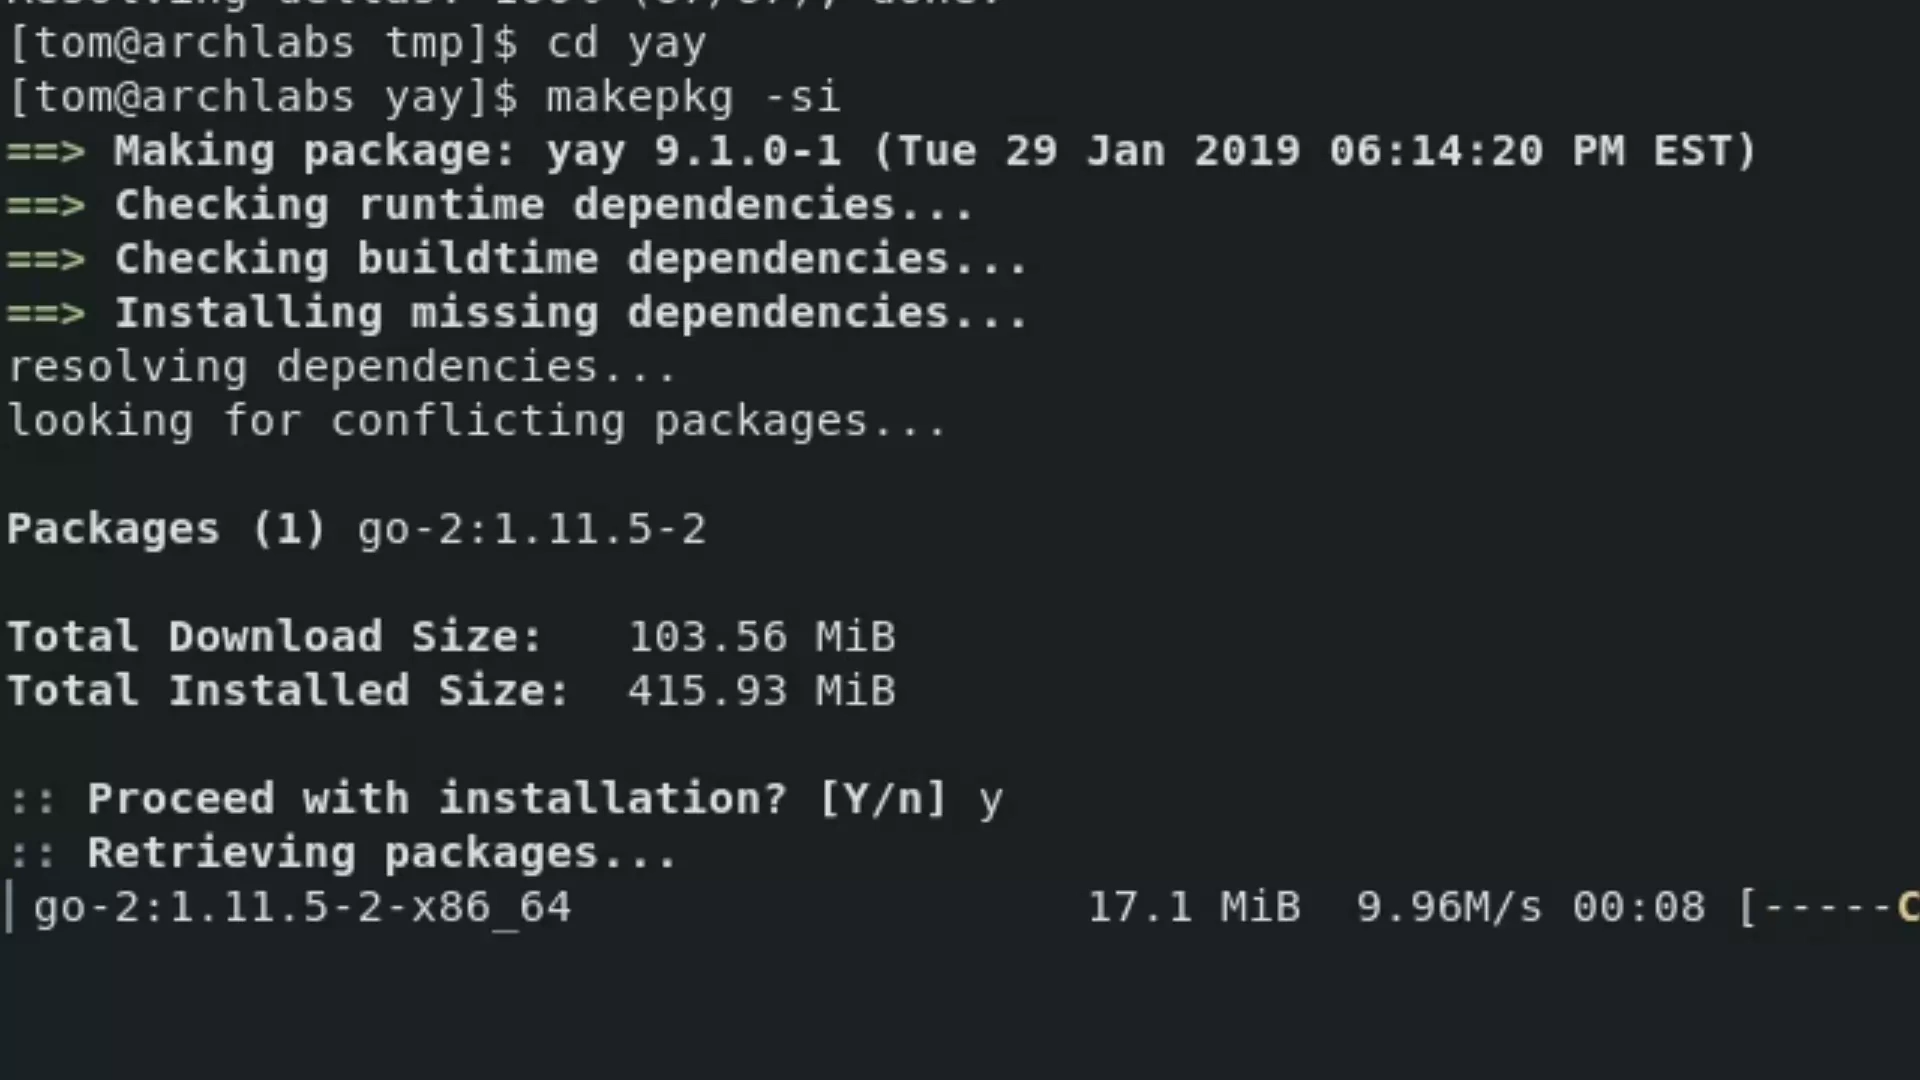 [tom@archlabs tmp]$ cd yay
[tom@archlabs yay]$ makepkg -si
==> Making package: yay 9.1.0-1 (Tue 29 Jan 2019 06:14:20 PM EST)
==> Checking runtime dependencies...
==> Checking buildtime dependencies...
==> Installing missing dependencies...
resolving dependencies...
looking for conflicting packages...
Packages (1) go-2:1.11.5-2
Total Download Size:   103.56 MiB
Total Installed Size:  415.93 MiB
:: Proceed with installation? [Y/n] y
:: Retrieving packages...
go-2:1.11.5-2-x86_64 17.1 MiB  9.96M/s 00:08 [-----C